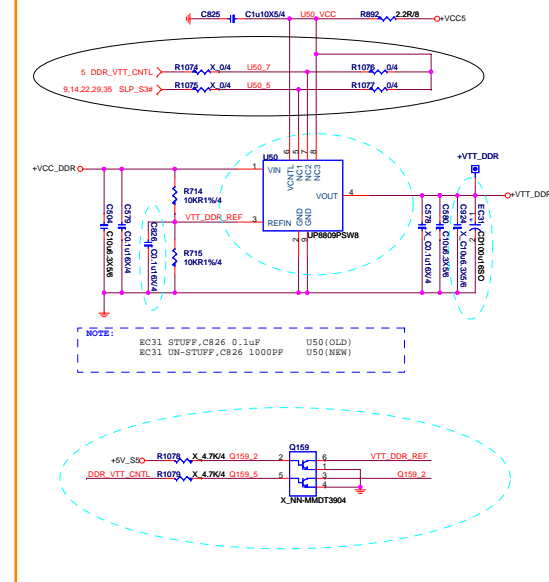 C825 C1u10X5/4 U50_VCC R892 2.2R/8 +VCC5
5 DDR_VTT_CNTL R1074 X_0/4 U50_7 R1076 0/4
9,14,22,29,35 SLP_S3# R1075 X_0/4 U50_5 R1077 0/4
6 5 7 8
U50
VCNTL NC1 NC2 NC3
+VTT_DDR
+VCC_DDR 1 VIN VOUT 4 +VTT_DDR
R714
10KR1%/4
VTT_DDR_REF 3 REFIN GND GND
UP8809PSW8
2 9
R715
10KR1%/4
C504 C10u6.3X5/6
C579 C0.1u16X/4
C826 C0.1u16X/4
C578 X_C0.1u16X/4
C580 C10u6.3X5/6
C924 X_C10u6.3X5/6
EC31 CD100u16SO
1 2
NOTE:
EC31 STUFF,C826 0.1uF U50(OLD)
EC31 UN-STUFF,C826 1000PF U50(NEW)
Q159
+5V_S5 R1078 X_4.7K/4 Q159_2 2 6 VTT_DDR_REF
1
DDR_VTT_CNTL R1079 X_4.7K/4 Q159_5 5 3 Q159_2
4
X_NN-MMDT3904